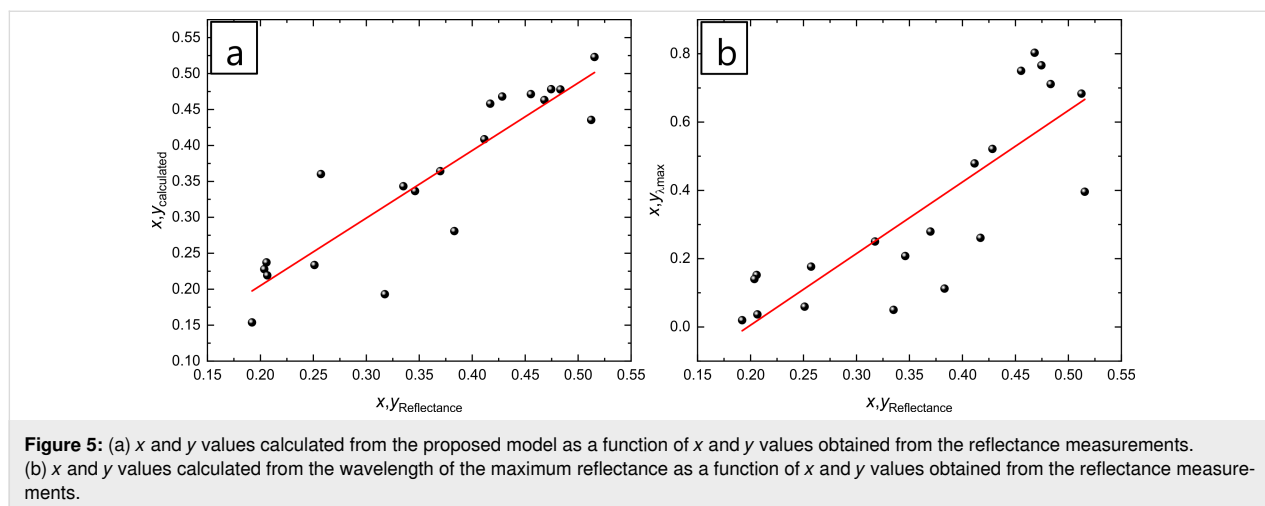 a
b
0.55
0.50
0.45
0.40
0.35
0.30
0.25
0.20
0.15
0.10
x,ycalculated
0.15 0.20 0.25 0.30 0.35 0.40 0.45 0.50 0.55
x,yReflectance
0.8
0.6
0.4
0.2
0.0
x,yλ,max
0.15 0.20 0.25 0.30 0.35 0.40 0.45 0.50 0.55
x,yReflectance
Figure 5: (a) x and y values calculated from the proposed model as a function of x and y values obtained from the reflectance measurements.
(b) x and y values calculated from the wavelength of the maximum reflectance as a function of x and y values obtained from the reflectance measure-
ments.